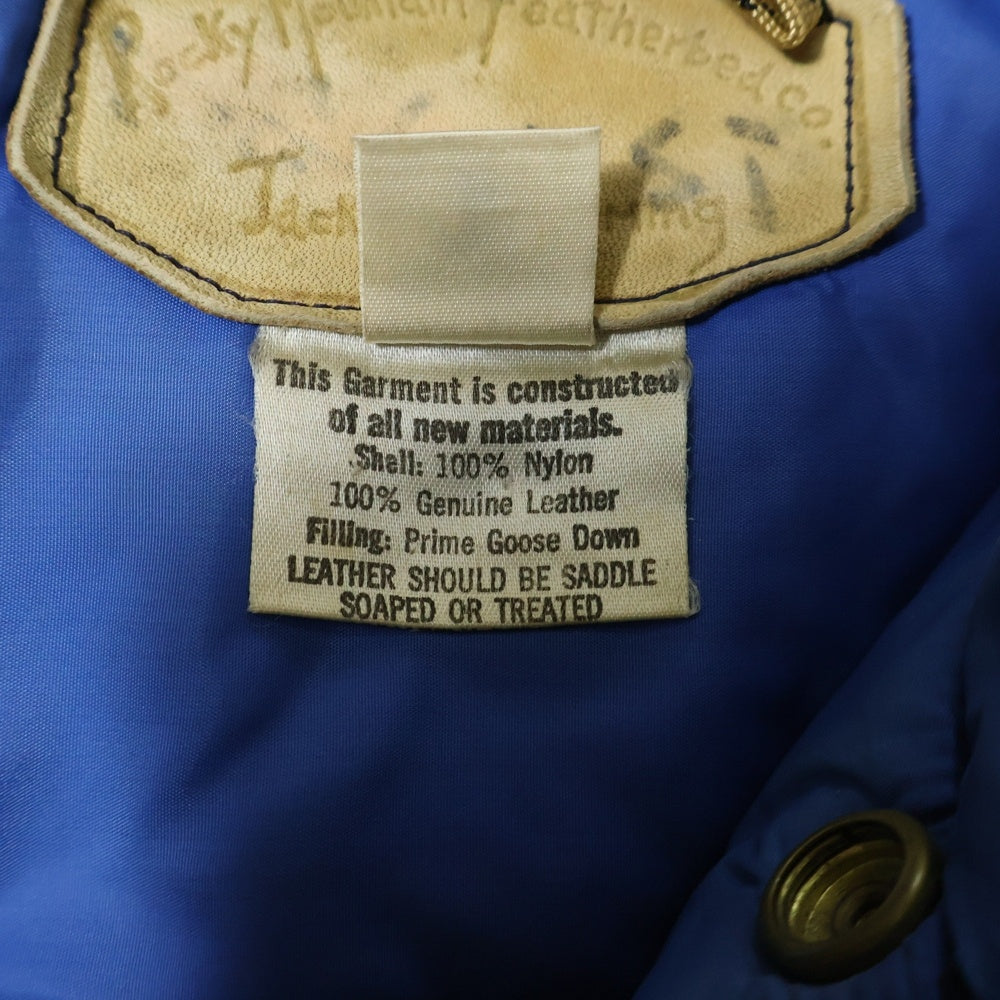 Rocky Mountain Featherbed co.
This Garment is constructed
of all new materials.
Shell: 100% Nylon
100% Genuine Leather
Filling: Prime Goose Down
LEATHER SHOULD BE SADDLE
SOAPED OR TREATED